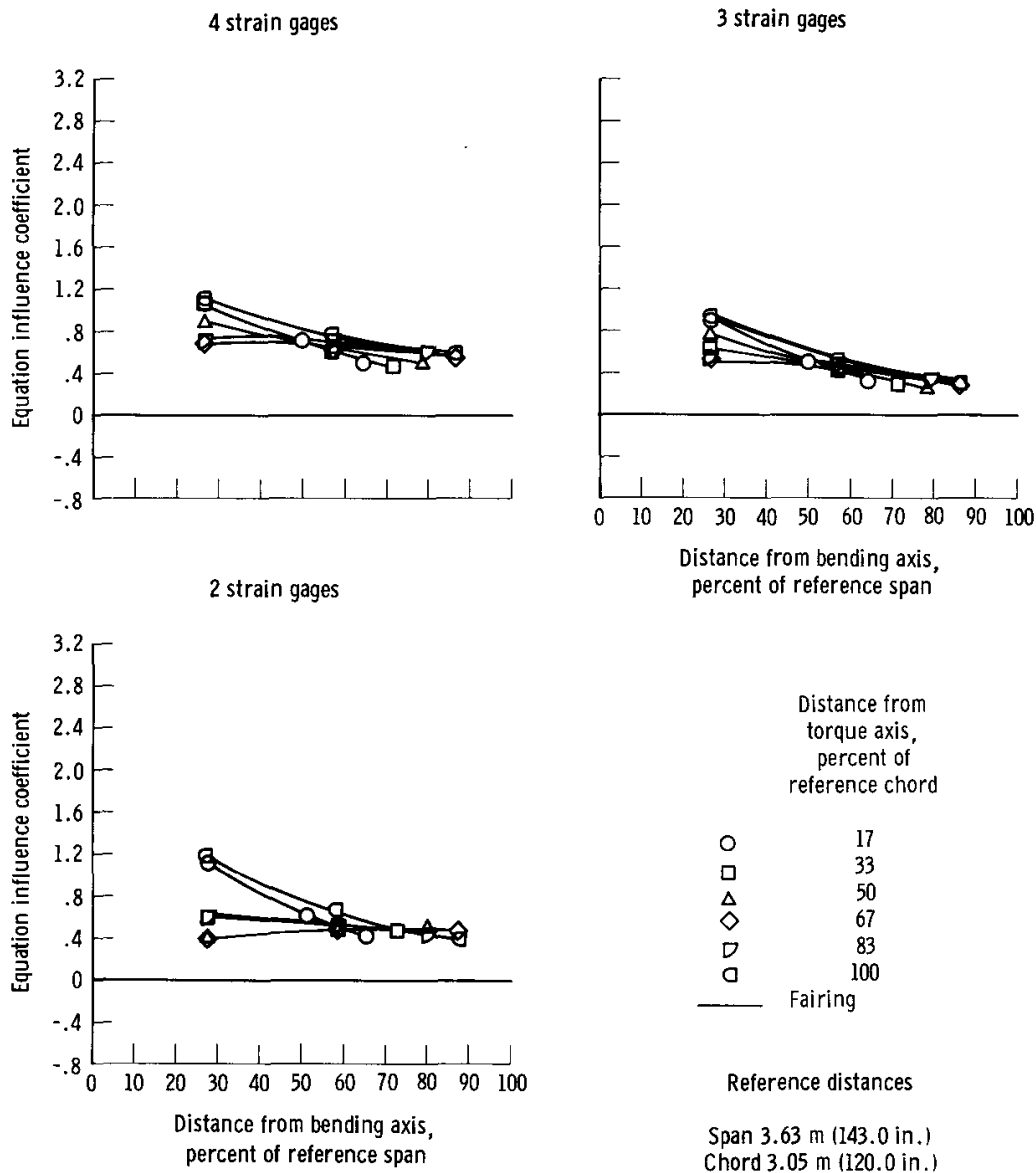 4 strain gages
3 strain gages
3.2
2.8
2.4
2.0
1.6
1.2
.8
.4
0
-.4
-.8
Equation influence coefficient
0 10 20 30 40 50 60 70 80 90 100
Distance from bending axis,
percent of reference span
2 strain gages
3.2
2.8
2.4
2.0
1.6
1.2
.8
.4
0
-.4
-.8
Equation influence coefficient
0 10 20 30 40 50 60 70 80 90 100
Distance from bending axis,
percent of reference span
Distance from
torque axis,
percent of
reference chord
17
33
50
67
83
100
Fairing
Reference distances
Span 3.63 m (143.0 in.)
Chord 3.05 m (120.0 in.)